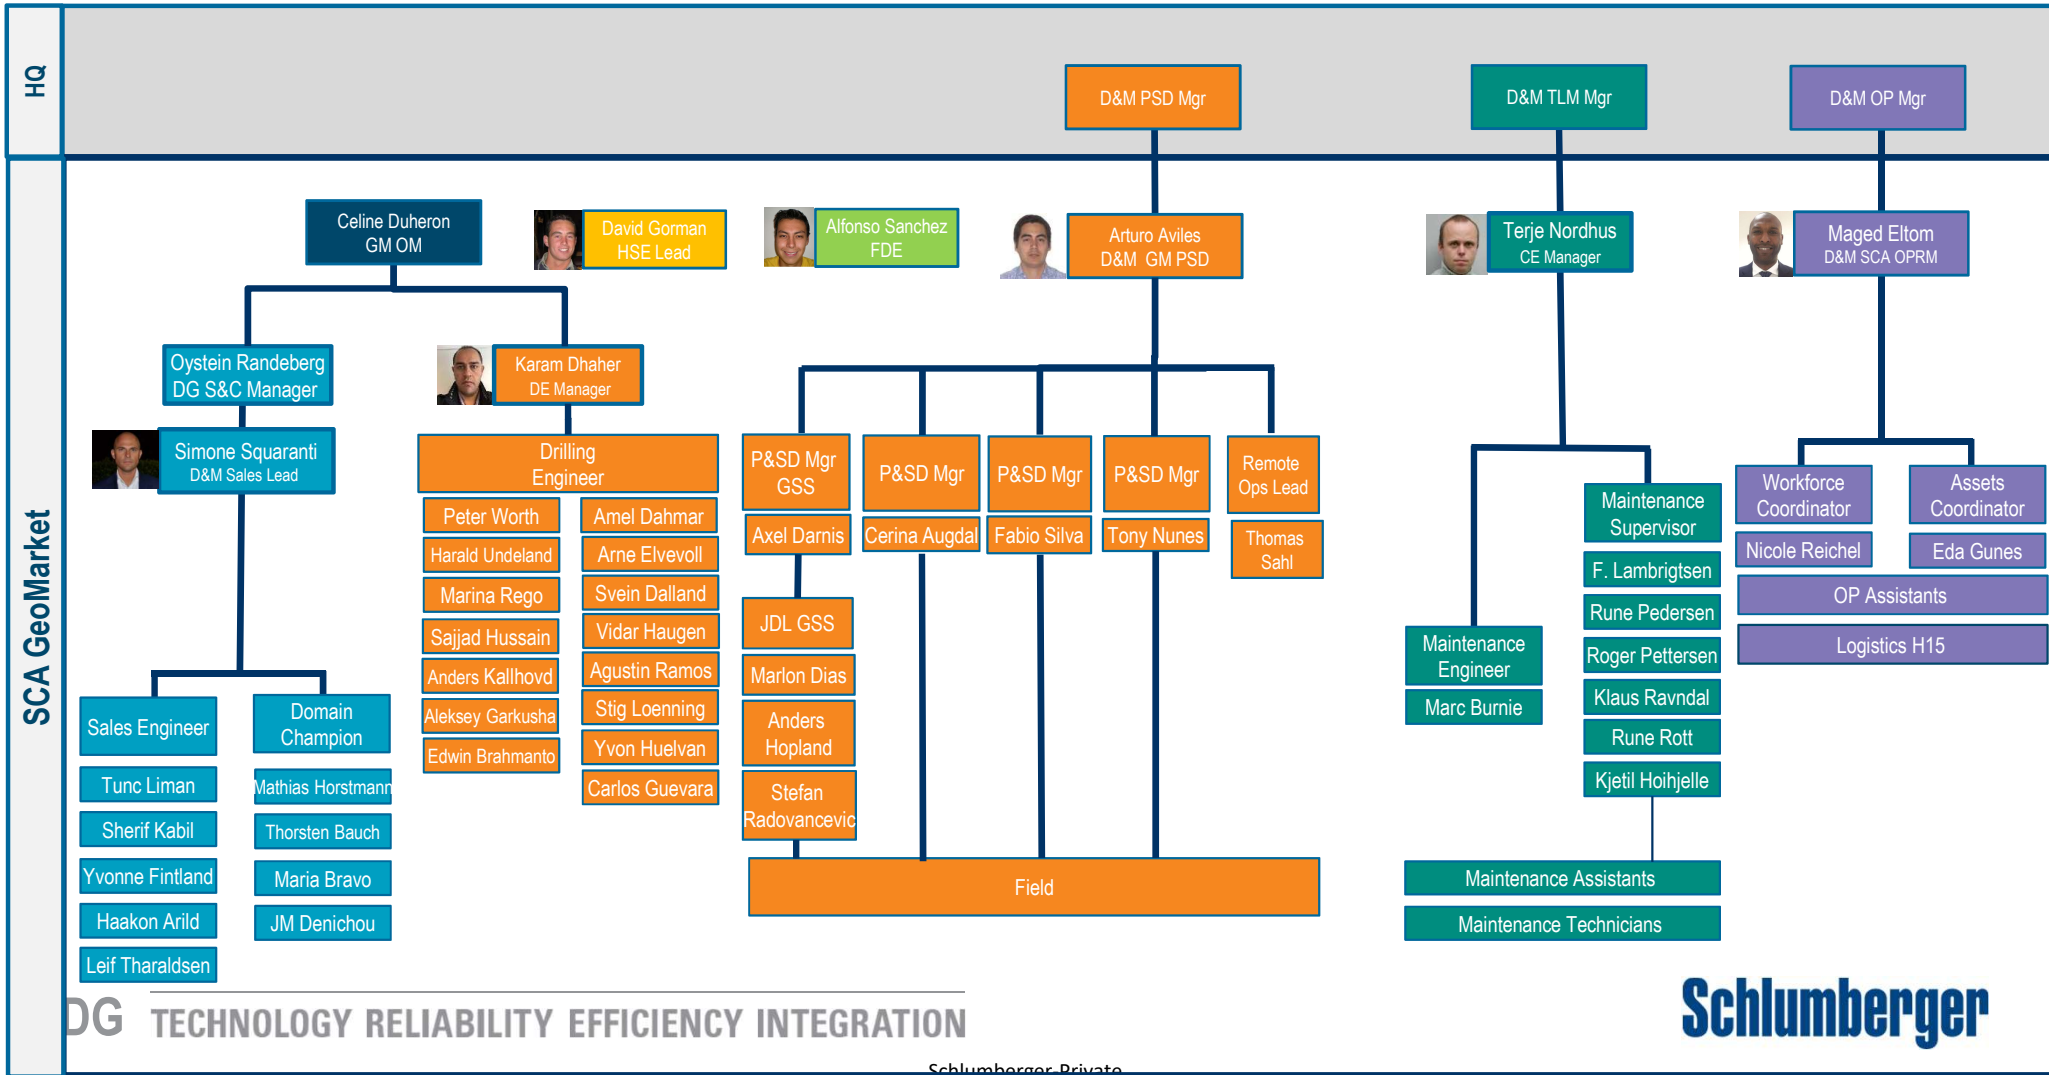 HQ
D&M PSD Mgr
D&M TLM Mgr
D&M OP Mgr
SCA GeoMarket
Celine Duheron
GM OM
David Gorman
HSE Lead
Alfonso Sanchez
FDE
Arturo Aviles
D&M GM PSD
Terje Nordhus
CE Manager
Maged Eltom
D&M SCA OPRM
Oystein Randeberg
DG S&C Manager
Karam Dhaher
DE Manager
Simone Squaranti
D&M Sales Lead
Sales Engineer
Tunc Liman
Sherif Kabil
Yvonne Fintland
Haakon Arild
Leif Tharaldsen
Domain
Champion
Mathias Horstmann
Thorsten Bauch
Maria Bravo
JM Denichou
Drilling
Engineer
Peter Worth
Harald Undeland
Marina Rego
Sajjad Hussain
Anders Kallhovd
Aleksey Garkusha
Edwin Brahmanto
Amel Dahmar
Arne Elvevoll
Svein Dalland
Vidar Haugen
Agustin Ramos
Stig Loenning
Yvon Huelvan
Carlos Guevara
P&SD Mgr
GSS
Axel Darnis
JDL GSS
Marlon Dias
Anders
Hopland
Stefan
Radovancevic
P&SD Mgr
Cerina Augdal
P&SD Mgr
Fabio Silva
P&SD Mgr
Tony Nunes
Remote
Ops Lead
Thomas
Sahl
Field
Maintenance
Engineer
Marc Burnie
Maintenance
Supervisor
F. Lambrigtsen
Rune Pedersen
Roger Pettersen
Klaus Ravndal
Rune Rott
Kjetil Hoihjelle
Maintenance Assistants
Maintenance Technicians
Workforce
Coordinator
Nicole Reichel
Assets
Coordinator
Eda Gunes
OP Assistants
Logistics H15
DG TECHNOLOGY RELIABILITY EFFICIENCY INTEGRATION
Schlumberger
Schlumberger-Private